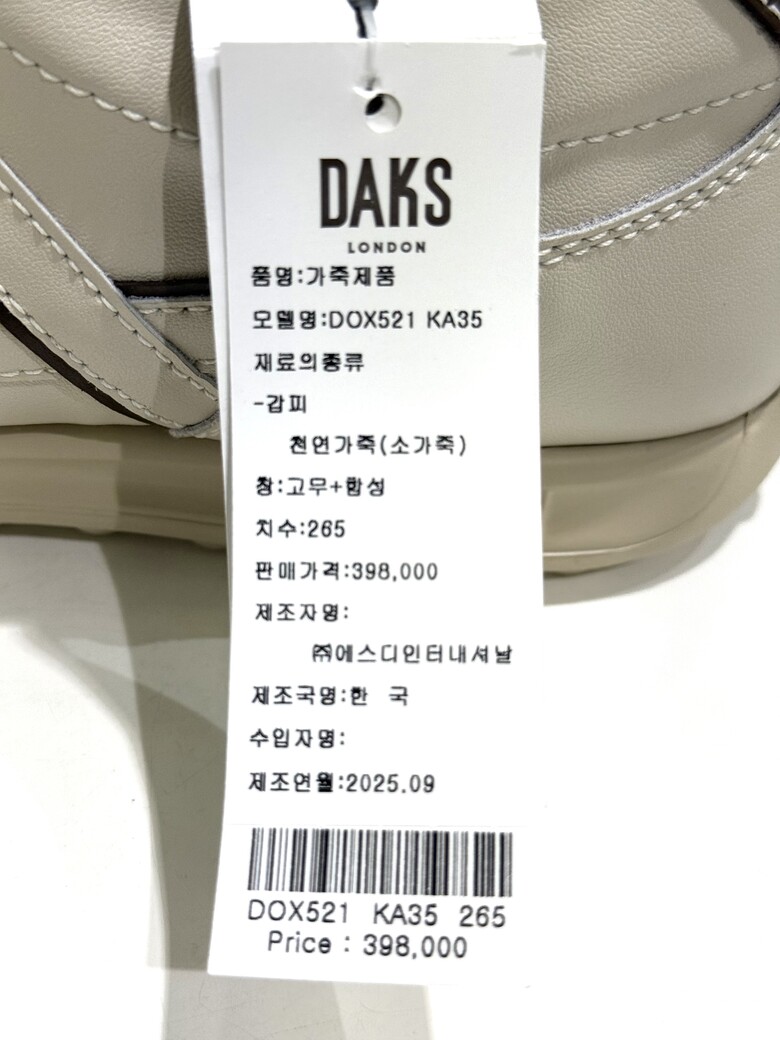 DAKS
LONDON
품명:가죽제품
모델명:DOX521 KA35
재료의종류
-갑피
천연가죽(소가죽)
창:고무+합성
치수:265
판매가격:398,000
제조자명:
㈜에스디인터내셔날
제조국명:한 국
수입자명:
제조연월:2025.09
DOX521 KA35 265
Price : 398,000